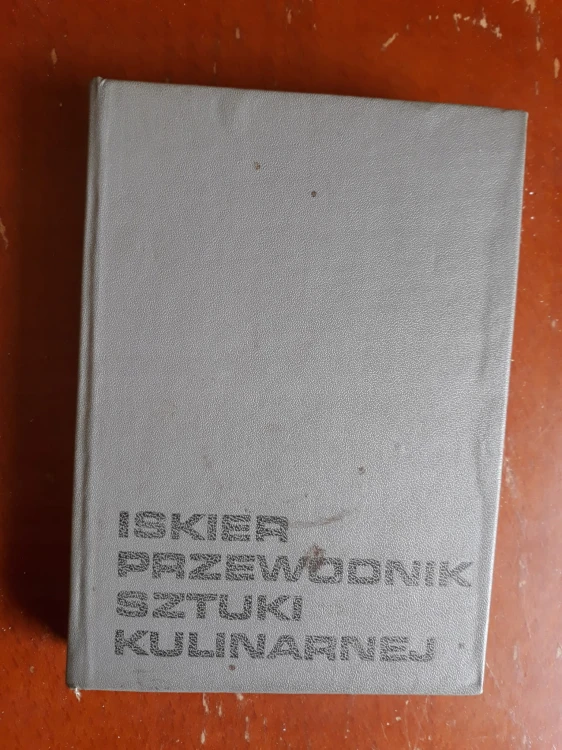 ISKIER
PRZEWODNIK
SZTUKI
KULINARNEJ